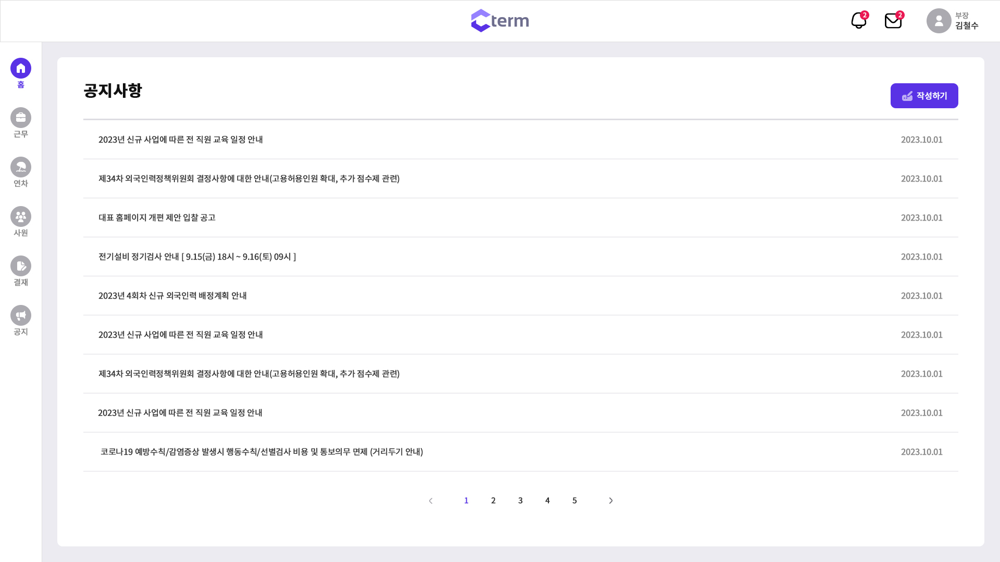 term
2
2
부장
김철수
홈
근무
연차
사원
결재
공지
공지사항
작성하기
2023년 신규 사업에 따른 전 직원 교육 일정 안내
2023.10.01
제34차 외국인력정책위원회 결정사항에 대한 안내(고용허용인원 확대, 추가 점수제 관련)
2023.10.01
대표 홈페이지 개편 제안 입찰 공고
2023.10.01
전기설비 정기검사 안내 [ 9.15(금) 18시 ~ 9.16(토) 09시 ]
2023.10.01
2023년 4회차 신규 외국인력 배정계획 안내
2023.10.01
2023년 신규 사업에 따른 전 직원 교육 일정 안내
2023.10.01
제34차 외국인력정책위원회 결정사항에 대한 안내(고용허용인원 확대, 추가 점수제 관련)
2023.10.01
2023년 신규 사업에 따른 전 직원 교육 일정 안내
2023.10.01
코로나19 예방수칙/감염증상 발생시 행동수칙/선별검사 비용 및 통보의무 면제 (거리두기 안내)
2023.10.01
1 2 3 4 5